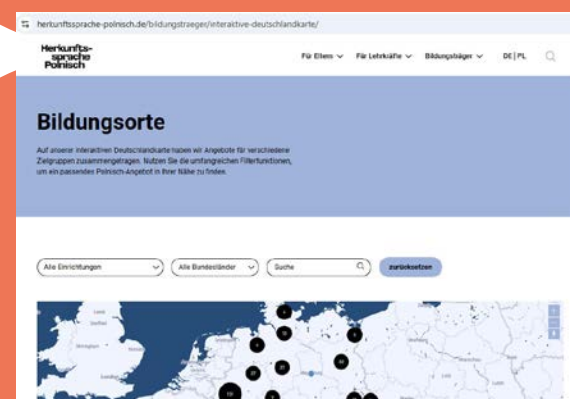 herkunftssprache-polnisch.de/bildungstraeger/interaktive-deutschlandkarte/
Herkunfts-
sprache
Polnisch
Für Eltern
Für Lehrkräfte
Bildungsträger
DE | PL
Bildungsorte
Auf unserer interaktiven Deutschlandkarte haben wir Angebote für verschiedene
Zielgruppen zusammengetragen. Nutzen Sie die umfangreichen Filterfunktionen,
um ein passendes Polnisch-Angebot in Ihrer Nähe zu finden.
Alle Einrichtungen
Alle Bundesländer
Suche
zurücksetzen